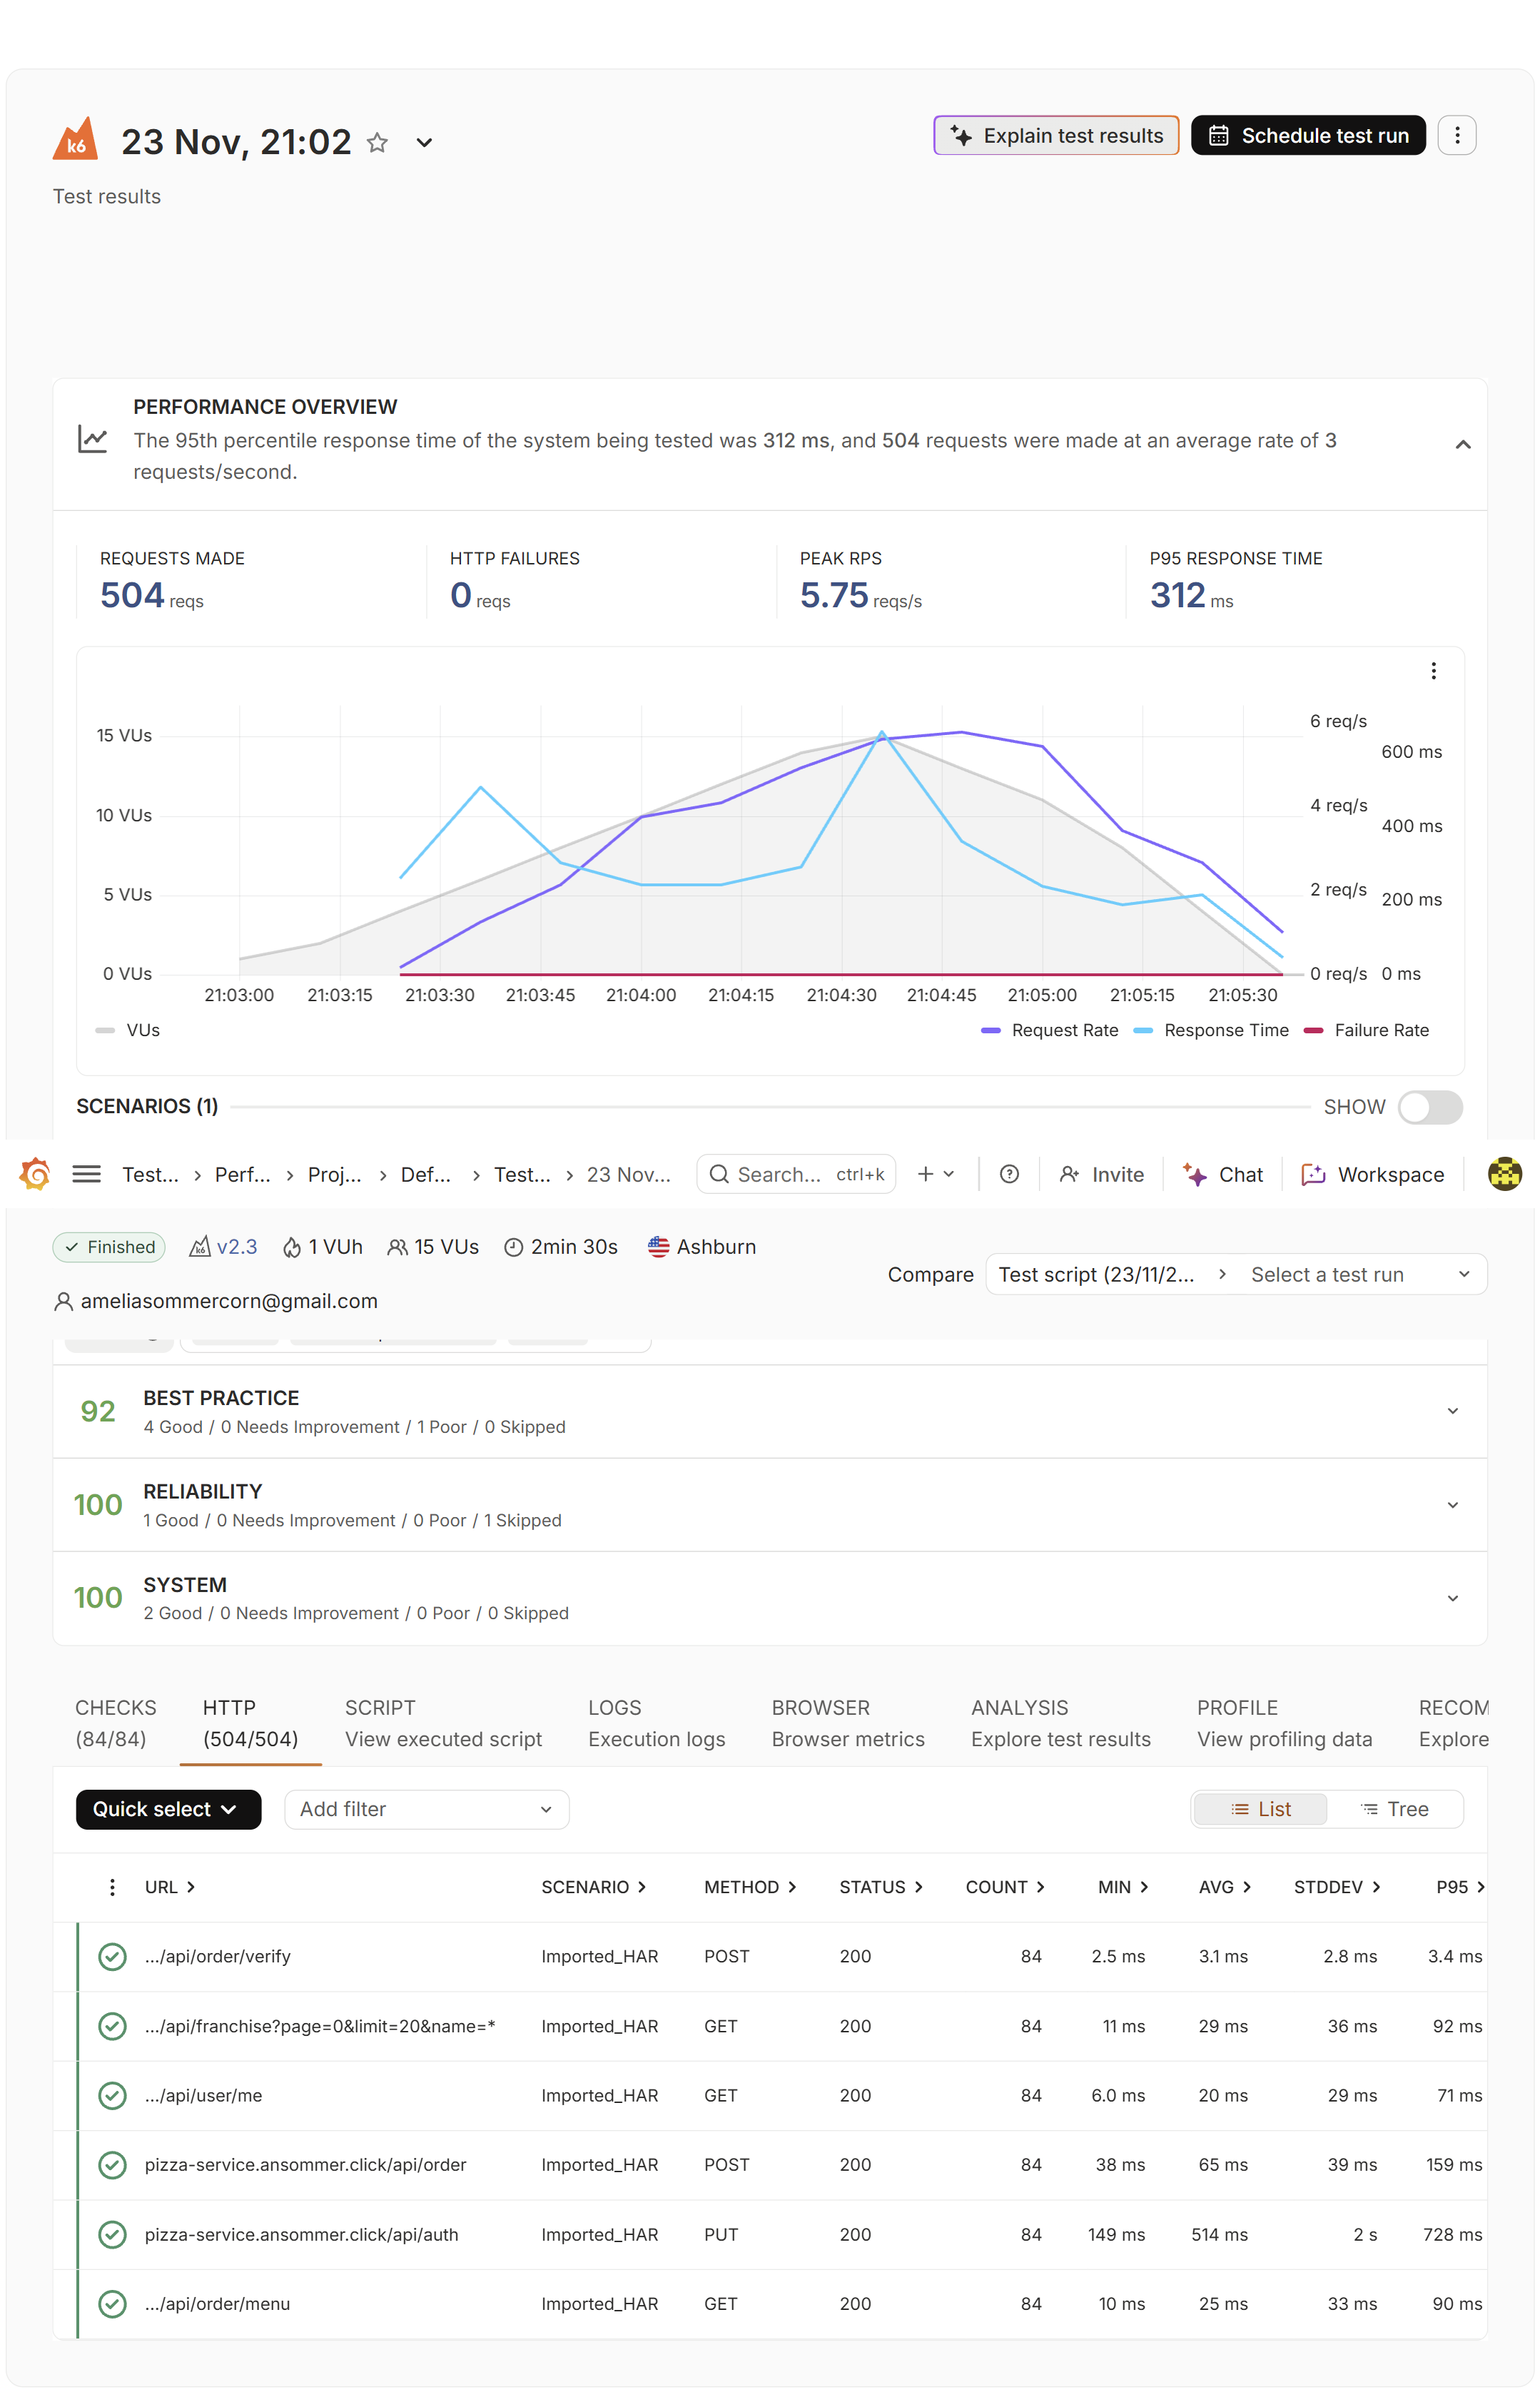 k6
23 Nov, 21:02
Explain test results
Schedule test run
Test results
PERFORMANCE OVERVIEW
The 95th percentile response time of the system being tested was 312 ms, and 504 requests were made at an average rate of 3
requests/second.
REQUESTS MADE
504 reqs
HTTP FAILURES
0 reqs
PEAK RPS
5.75 reqs/s
P95 RESPONSE TIME
312 ms
15 VUs
10 VUs
5 VUs
0 VUs
6 req/s
4 req/s
2 req/s
0 req/s
600 ms
400 ms
200 ms
0 ms
21:03:00 21:03:15 21:03:30 21:03:45 21:04:00 21:04:15 21:04:30 21:04:45 21:05:00 21:05:15 21:05:30
VUs
Request Rate Response Time Failure Rate
SCENARIOS (1)
SHOW
Test... > Perf... > Proj... > Def... > Test... > 23 Nov...
Search... ctrl+k
Invite
Chat
Workspace
Finished
k6 v2.3
1 VUh
15 VUs
2min 30s
Ashburn
Compare
Test script (23/11/2... > Select a test run
ameliasommercorn@gmail.com
92
BEST PRACTICE
4 Good / 0 Needs Improvement / 1 Poor / 0 Skipped
100
RELIABILITY
1 Good / 0 Needs Improvement / 0 Poor / 1 Skipped
100
SYSTEM
2 Good / 0 Needs Improvement / 0 Poor / 0 Skipped
CHECKS
(84/84)
HTTP
(504/504)
SCRIPT
View executed script
LOGS
Execution logs
BROWSER
Browser metrics
ANALYSIS
Explore test results
PROFILE
View profiling data
RECOM
Explore
Quick select
Add filter
List
Tree
URL SCENARIO METHOD STATUS COUNT MIN AVG STDDEV P95
.../api/order/verify Imported_HAR POST 200 84 2.5 ms 3.1 ms 2.8 ms 3.4 ms
.../api/franchise?page=0&limit=20&name=* Imported_HAR GET 200 84 11 ms 29 ms 36 ms 92 ms
.../api/user/me Imported_HAR GET 200 84 6.0 ms 20 ms 29 ms 71 ms
pizza-service.ansommer.click/api/order Imported_HAR POST 200 84 38 ms 65 ms 39 ms 159 ms
pizza-service.ansommer.click/api/auth Imported_HAR PUT 200 84 149 ms 514 ms 2 s 728 ms
.../api/order/menu Imported_HAR GET 200 84 10 ms 25 ms 33 ms 90 ms